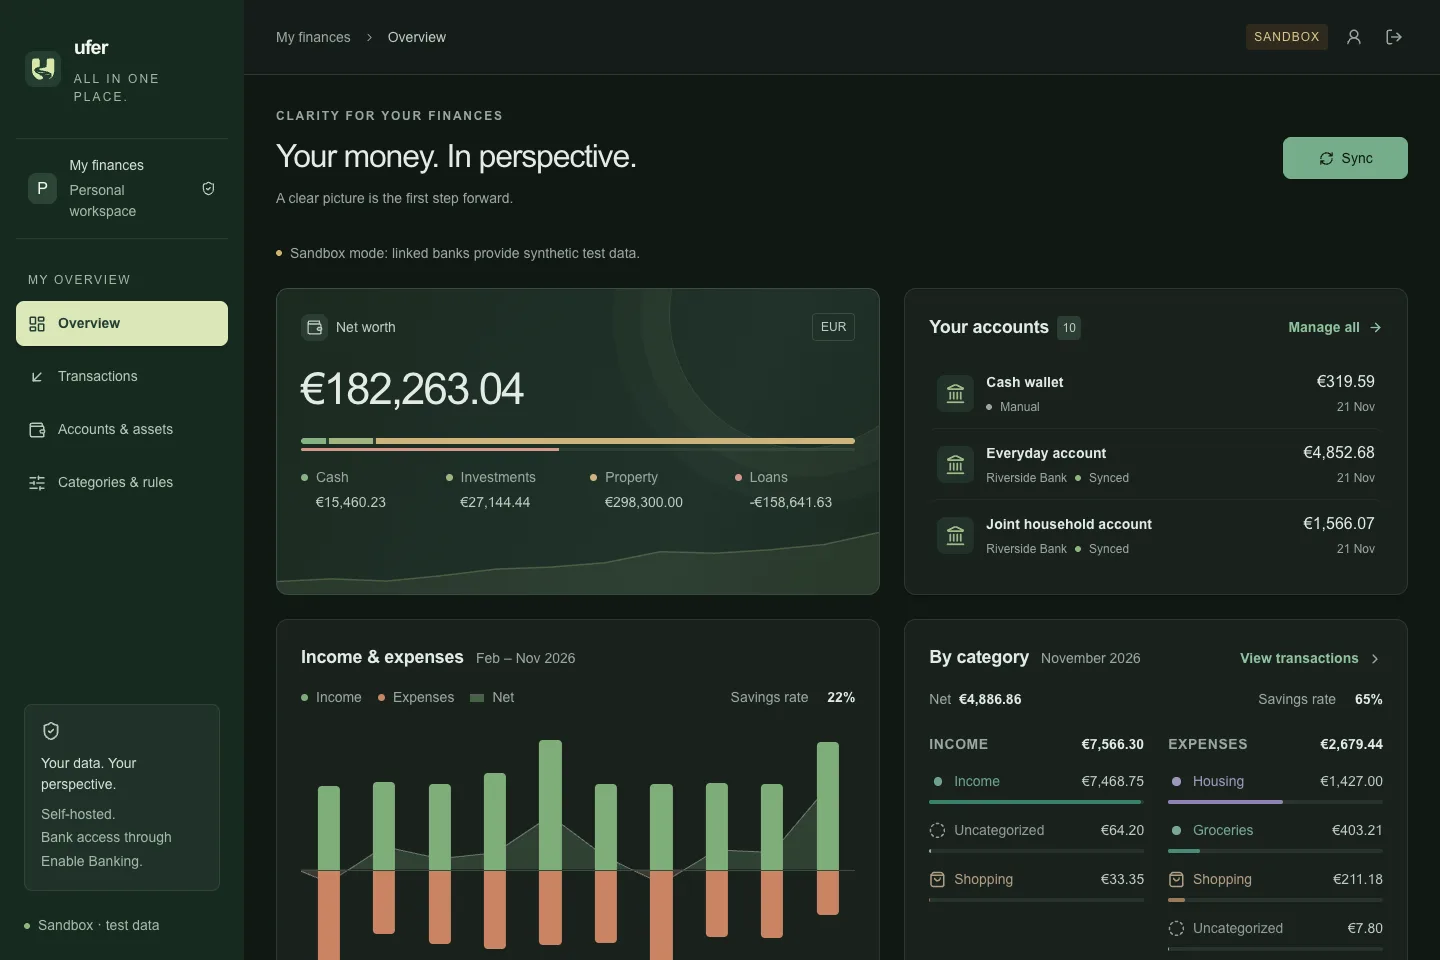 ufer
ALL IN ONE
PLACE.
P
My finances
Personal
workspace
MY OVERVIEW
Overview
Transactions
Accounts & assets
Categories & rules
Your data. Your
perspective.
Self-hosted.
Bank access through
Enable Banking.
Sandbox · test data
My finances > Overview
SANDBOX
CLARITY FOR YOUR FINANCES
Your money. In perspective.
A clear picture is the first step forward.
Sync
Sandbox mode: linked banks provide synthetic test data.
Net worth
EUR
€182,263.04
Cash Investments Property Loans
€15,460.23 €27,144.44 €298,300.00 -€158,641.63
Your accounts 10 Manage all
Cash wallet €319.59
Manual 21 Nov
Everyday account €4,852.68
Riverside Bank Synced 21 Nov
Joint household account €1,566.07
Riverside Bank Synced 21 Nov
Income & expenses Feb – Nov 2026
Income Expenses Net Savings rate 22%
By category November 2026 View transactions
Net €4,886.86 Savings rate 65%
INCOME €7,566.30
Income €7,468.75
Uncategorized €64.20
Shopping €33.35
EXPENSES €2,679.44
Housing €1,427.00
Groceries €403.21
Shopping €211.18
Uncategorized €7.80